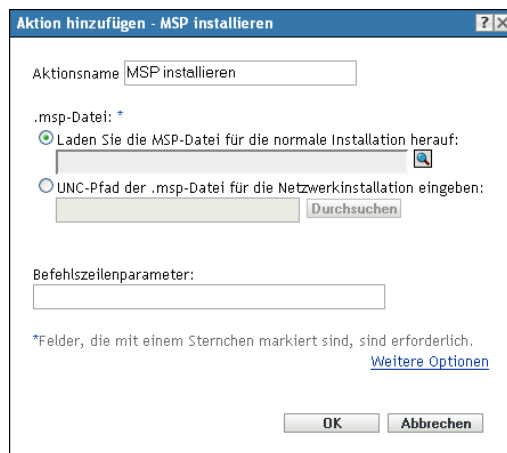 Aktion hinzufügen - MSP installieren ? X
Aktionsname MSP installieren
.msp-Datei: *
Laden Sie die MSP-Datei für die normale Installation herauf:
UNC-Pfad der .msp-Datei für die Netzwerkinstallation eingeben:
Durchsuchen
Befehlszeilenparameter:
*Felder, die mit einem Sternchen markiert sind, sind erforderlich.
Weitere Optionen
OK Abbrechen